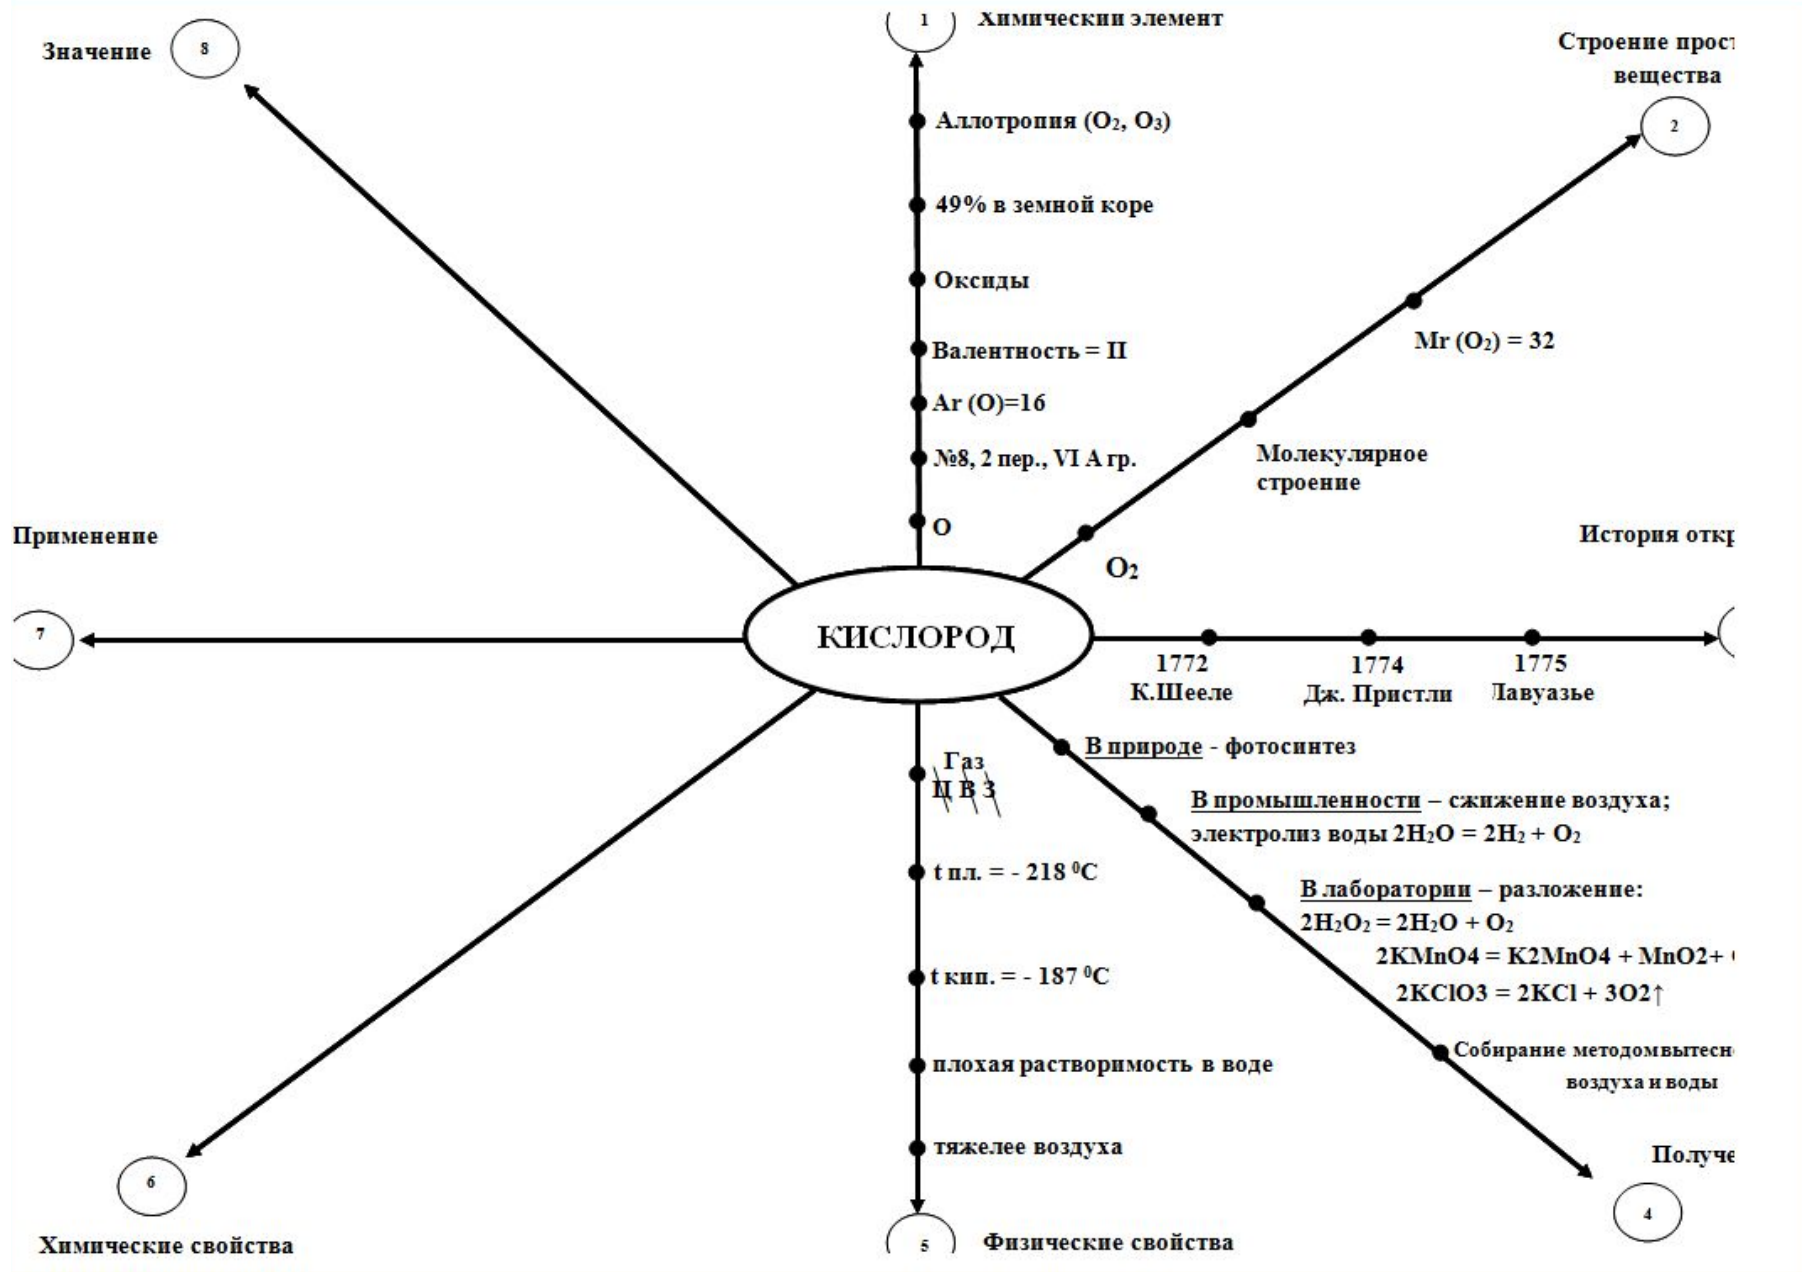 1
Химический элемент
Значение
8
Строение прост
вещества
2
Аллотропия (O₂, O₃)
49% в земной коре
Оксиды
Валентность = II
Ar (O)=16
№8, 2 пер., VI А гр.
O
Mr (O₂) = 32
Молекулярное
строение
O₂
Применение
7
История откр
КИСЛОРОД
1772
К.Шееле
1774
Дж. Пристли
1775
Лавуазье
В природе - фотосинтез
В промышленности – сжижение воздуха;
электролиз воды 2H₂O = 2H₂ + O₂
В лаборатории – разложение:
2H₂O₂ = 2H₂O + O₂
2KMnO4 = K2MnO4 + MnO2+
2KClO3 = 2KCl + 3O2↑
Собирание методом вытесн
воздуха и воды
Получе
4
Газ
Ц В З
t пл. = - 218 ⁰C
t кип. = - 187 ⁰C
плохая растворимость в воде
тяжелее воздуха
5
Физические свойства
6
Химические свойства